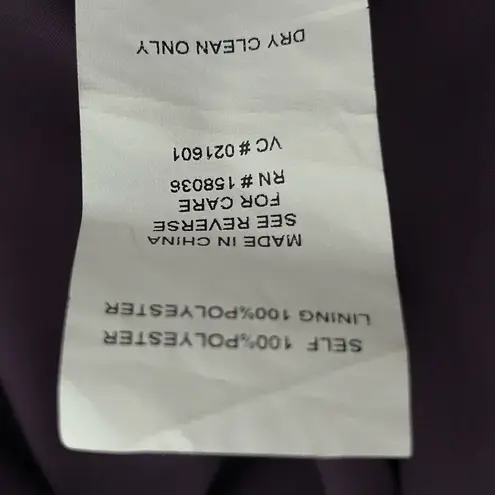 SELF 100%POLYESTER
LINING 100%POLYESTER
MADE IN CHINA
SEE REVERSE
FOR CARE
RN# 158036
VC# 021601
DRY CLEAN ONLY